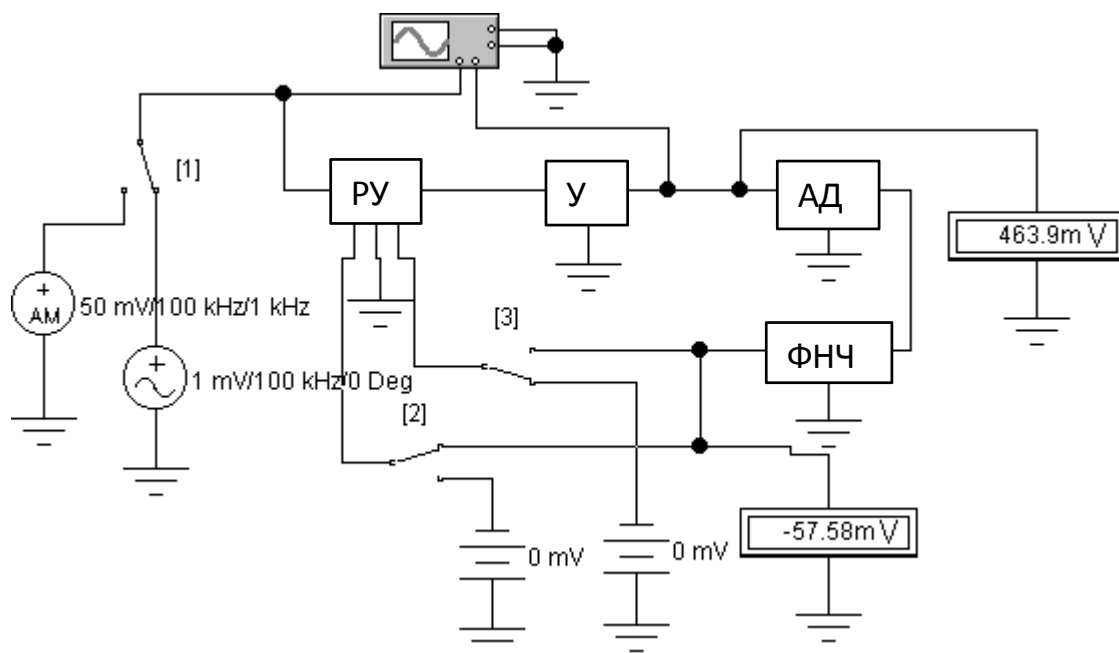 [1]
РУ
У
АД
463.9m V
AM
50 mV/100 kHz/1 kHz
[3]
ФНЧ
1 mV/100 kHz/0 Deg
[2]
-57.58m V
0 mV
0 mV